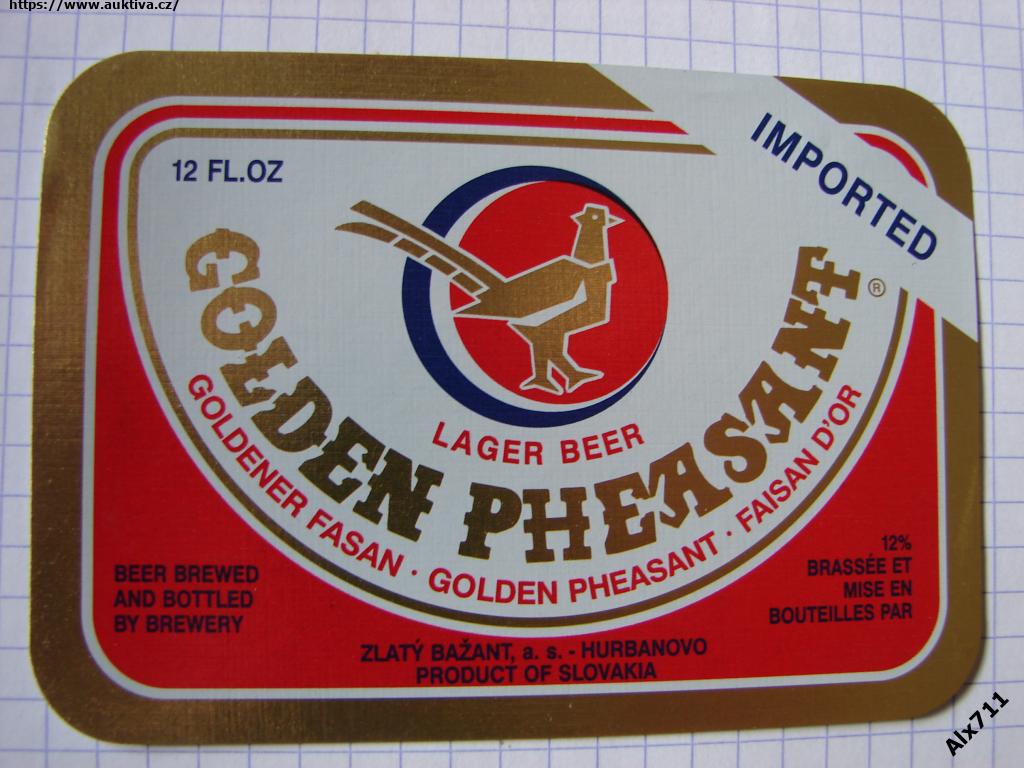 https://www.auktiva.cz/
12 FL.OZ
IMPORTED
LAGER BEER
GOLDEN PHEASANT ®
GOLDENER FASAN · GOLDEN PHEASANT · FAISAN D'OR
BEER BREWED
AND BOTTLED
BY BREWERY
12%
BRASSÉE ET
MISE EN
BOUTEILLES PAR
ZLATÝ BAŽANT, a. s. - HURBANOVO
PRODUCT OF SLOVAKIA
Alx711